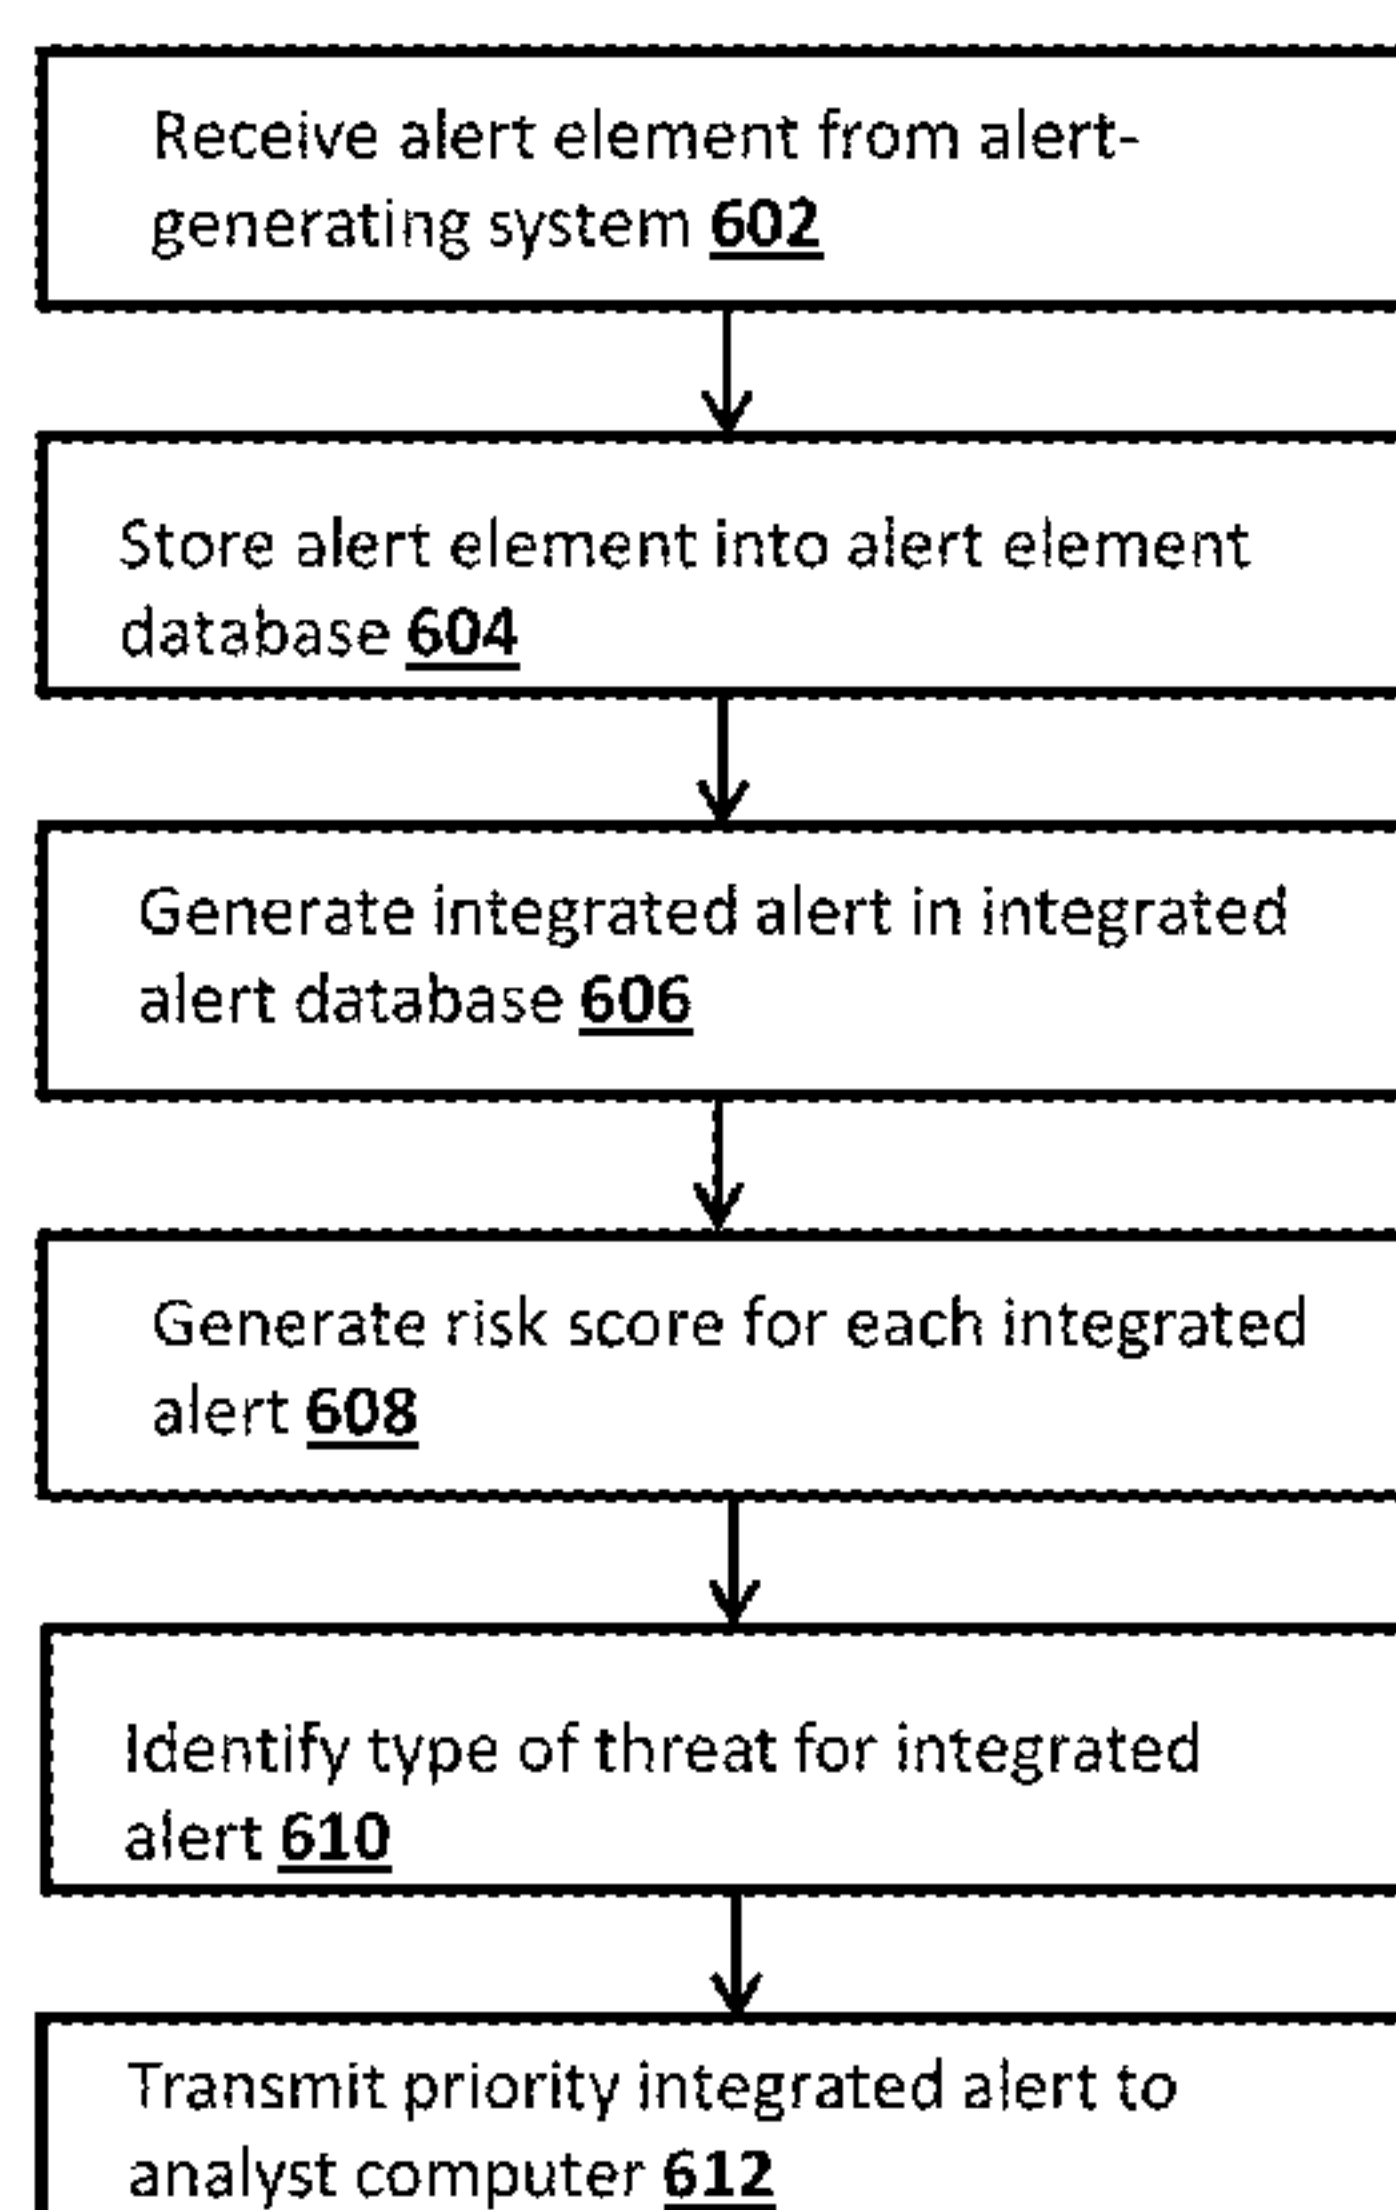 Receive alert element from alert-
generating system 602
Store alert element into alert element
database 604
Generate integrated alert in integrated
alert database 606
Generate risk score for each integrated
alert 608
Identify type of threat for integrated
alert 610
Transmit priority integrated alert to
analyst computer 612